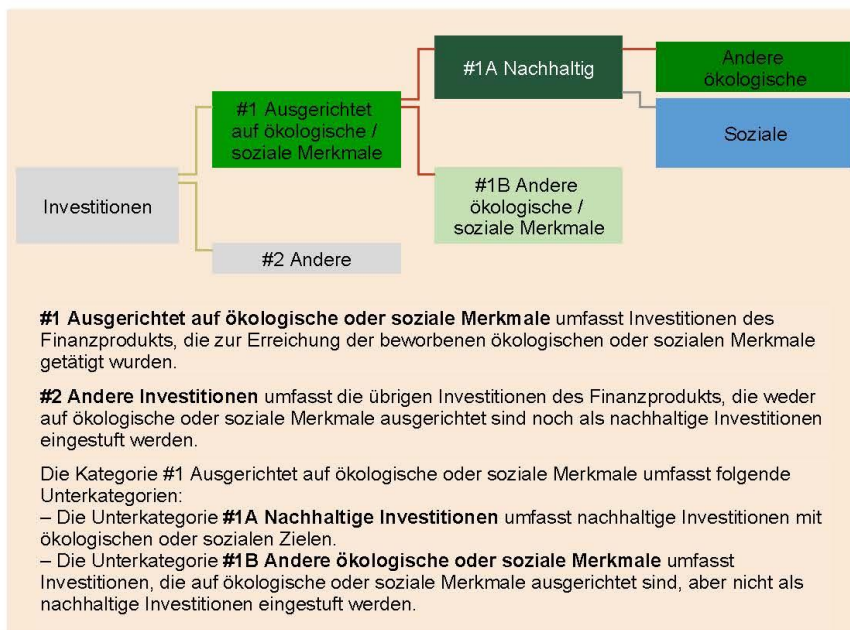 #1A Nachhaltig
Andere
ökologische
Soziale
#1 Ausgerichtet
auf ökologische /
soziale Merkmale
#1B Andere
ökologische /
soziale Merkmale
Investitionen
#2 Andere
#1 Ausgerichtet auf ökologische oder soziale Merkmale umfasst Investitionen des
Finanzprodukts, die zur Erreichung der beworbenen ökologischen oder sozialen Merkmale
getätigt wurden.
#2 Andere Investitionen umfasst die übrigen Investitionen des Finanzprodukts, die weder
auf ökologische oder soziale Merkmale ausgerichtet sind noch als nachhaltige Investitionen
eingestuft werden.
Die Kategorie #1 Ausgerichtet auf ökologische oder soziale Merkmale umfasst folgende
Unterkategorien:
– Die Unterkategorie #1A Nachhaltige Investitionen umfasst nachhaltige Investitionen mit
ökologischen oder sozialen Zielen.
– Die Unterkategorie #1B Andere ökologische oder soziale Merkmale umfasst
Investitionen, die auf ökologische oder soziale Merkmale ausgerichtet sind, aber nicht als
nachhaltige Investitionen eingestuft werden.